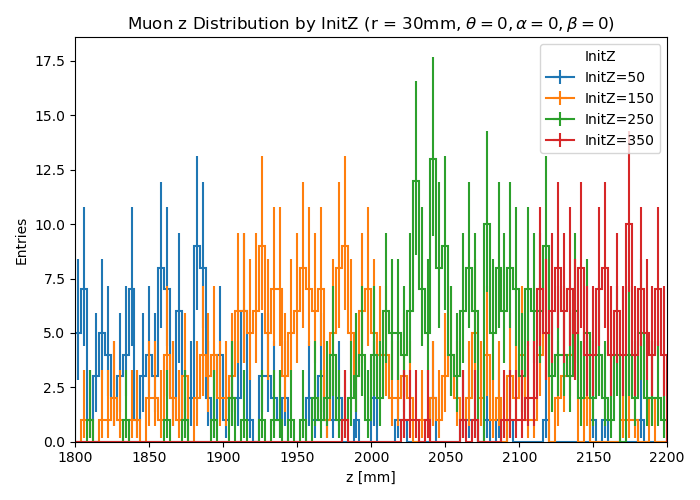 Muon z Distribution by InitZ (r = 30mm, θ = 0, α = 0, β = 0)
Entries
17.5
15.0
12.5
10.0
7.5
5.0
2.5
0.0
InitZ
InitZ=50
InitZ=150
InitZ=250
InitZ=350
1800 1850 1900 1950 2000 2050 2100 2150 2200
z [mm]